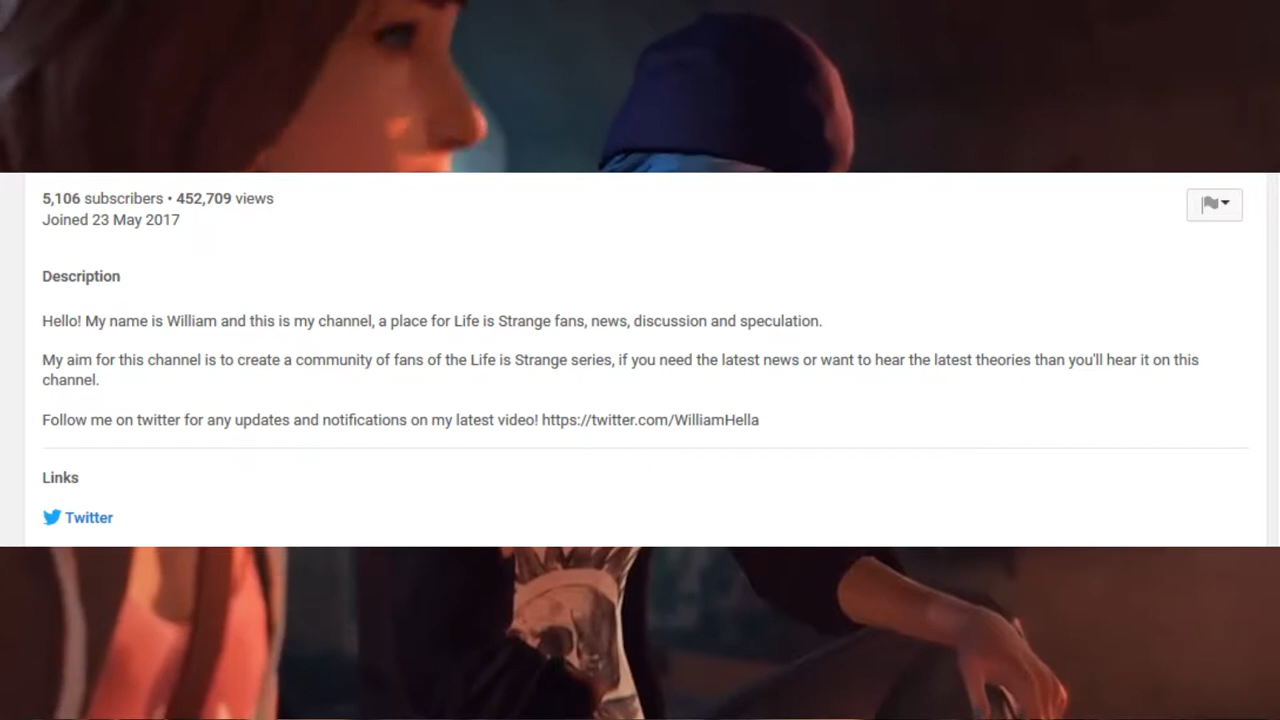 5,106 subscribers • 452,709 views
Joined 23 May 2017
Description
Hello! My name is William and this is my channel, a place for Life is Strange fans, news, discussion and speculation.
My aim for this channel is to create a community of fans of the Life is Strange series, if you need the latest news or want to hear the latest theories than you'll hear it on this
channel.
Follow me on twitter for any updates and notifications on my latest video! https://twitter.com/WilliamHella
Links
Twitter